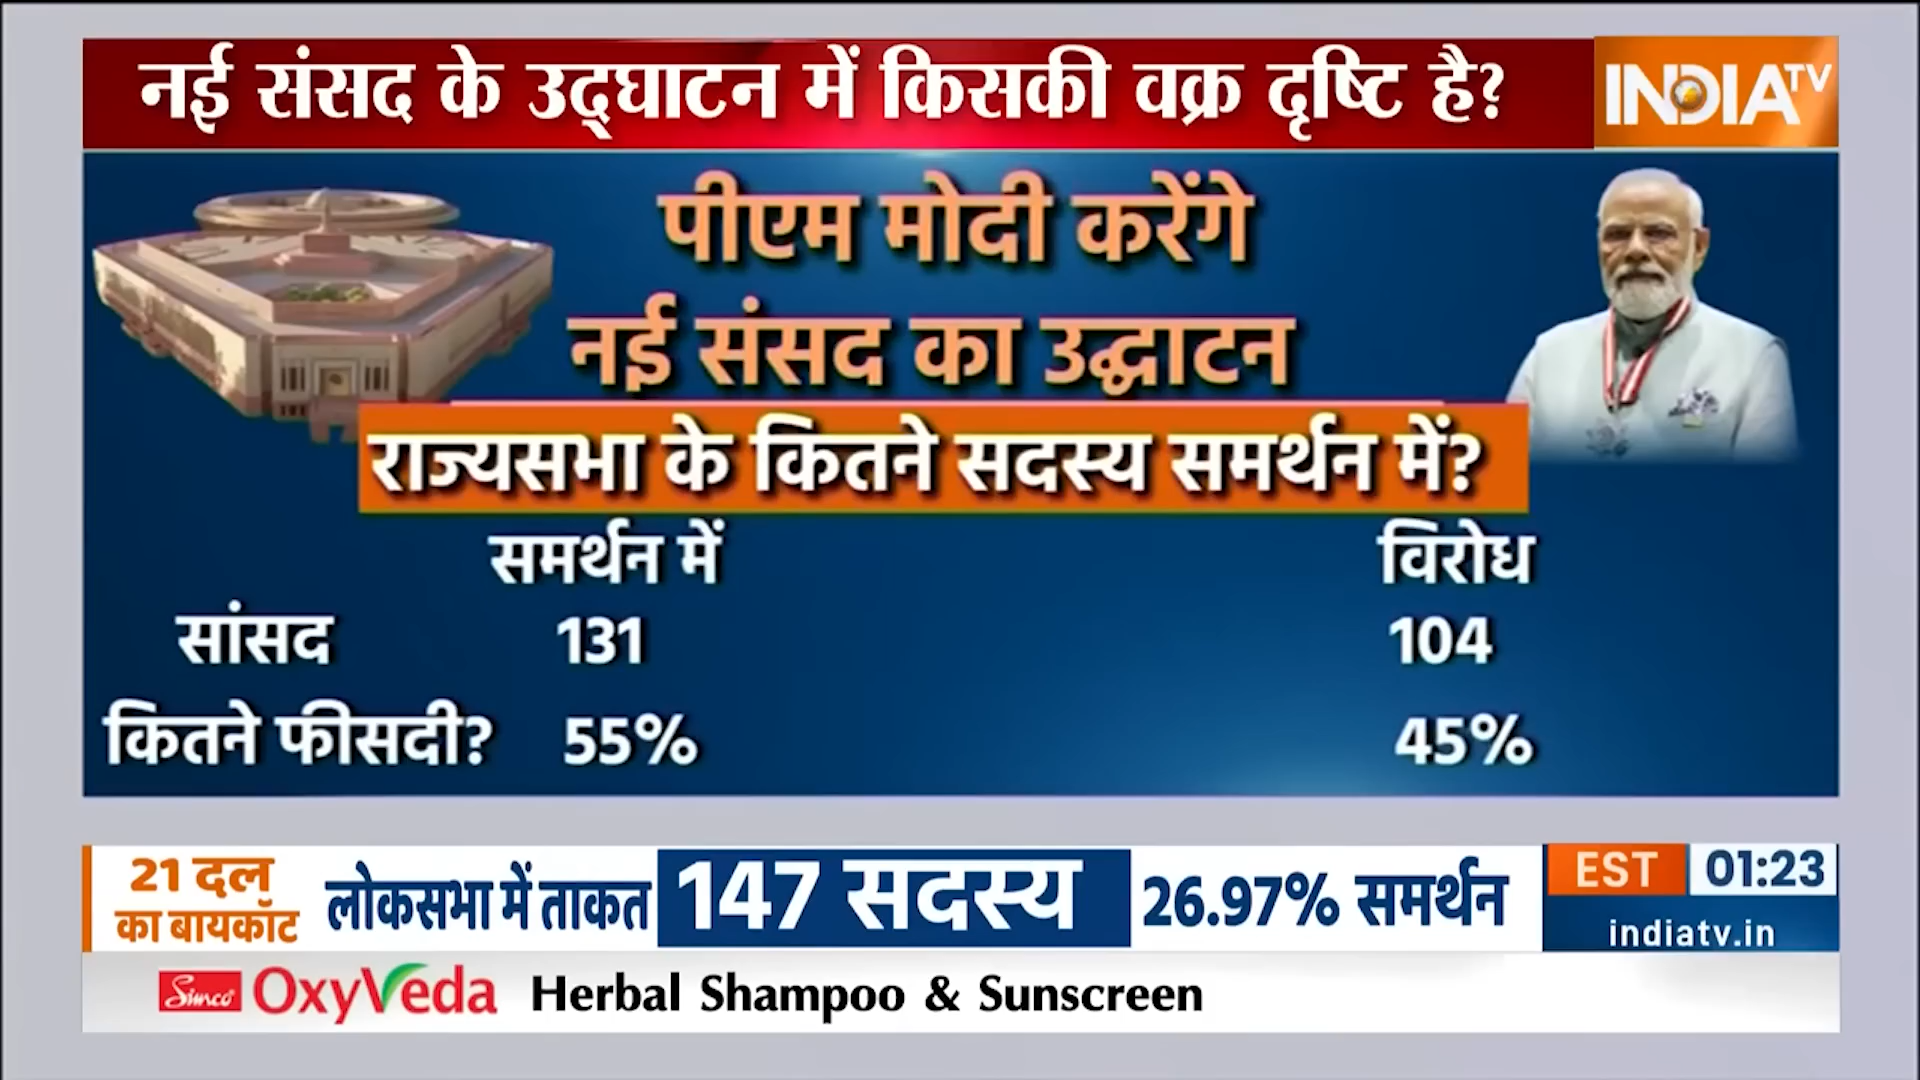 नई संसद के उद्घाटन में किसकी वक्र दृष्टि है?
INDIA TV
पीएम मोदी करेंगे
नई संसद का उद्घाटन
राज्यसभा के कितने सदस्य समर्थन में?
समर्थन में विरोध
सांसद 131 104
कितने फीसदी? 55% 45%
21 दल
का बायकॉट
लोकसभा में ताकत 147 सदस्य 26.97% समर्थन
EST 01:23
indiatv.in
Simco OxyVeda Herbal Shampoo & Sunscreen